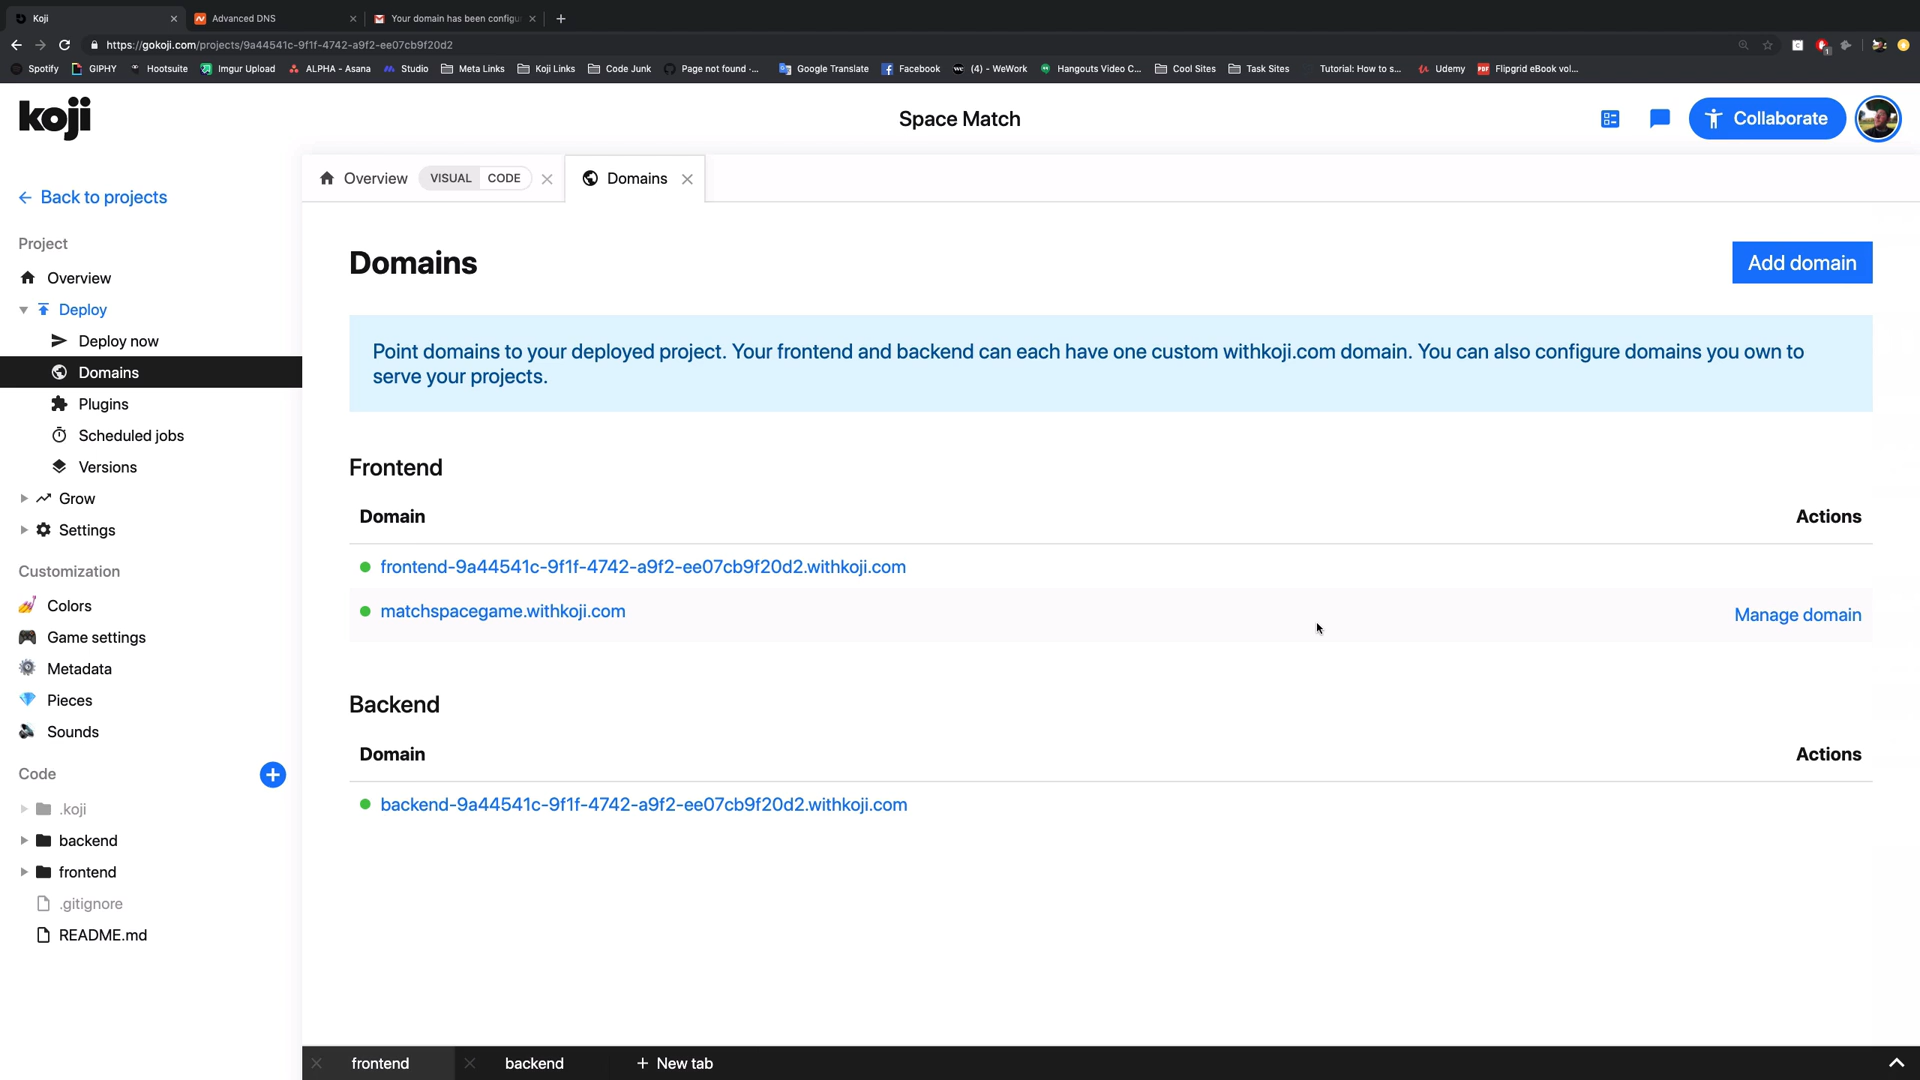 Koji
Advanced DNS
Your domain has been configu
https://gokoji.com/projects/9a44541c-9f1f-4742-a9f2-ee07cb9f20d2
Spotify
GIPHY
Hootsuite
Imgur Upload
ALPHA - Asana
Studio
Meta Links
Koji Links
Code Junk
Page not found -...
Google Translate
Facebook
(4) - WeWork
Hangouts Video C...
Cool Sites
Task Sites
Tutorial: How to s...
Udemy
Flipgrid eBook vol...
koji
Space Match
Collaborate
Back to projects
Overview VISUAL CODE
Domains
Project
Overview
Deploy
Deploy now
Domains
Plugins
Scheduled jobs
Versions
Grow
Settings
Customization
Colors
Game settings
Metadata
Pieces
Sounds
Code
.koji
backend
frontend
.gitignore
README.md
Domains
Add domain
Point domains to your deployed project. Your frontend and backend can each have one custom withkoji.com domain. You can also configure domains you own to
serve your projects.
Frontend
Domain Actions
frontend-9a44541c-9f1f-4742-a9f2-ee07cb9f20d2.withkoji.com
matchspacegame.withkoji.com
Manage domain
Backend
Domain Actions
backend-9a44541c-9f1f-4742-a9f2-ee07cb9f20d2.withkoji.com
frontend
backend
New tab